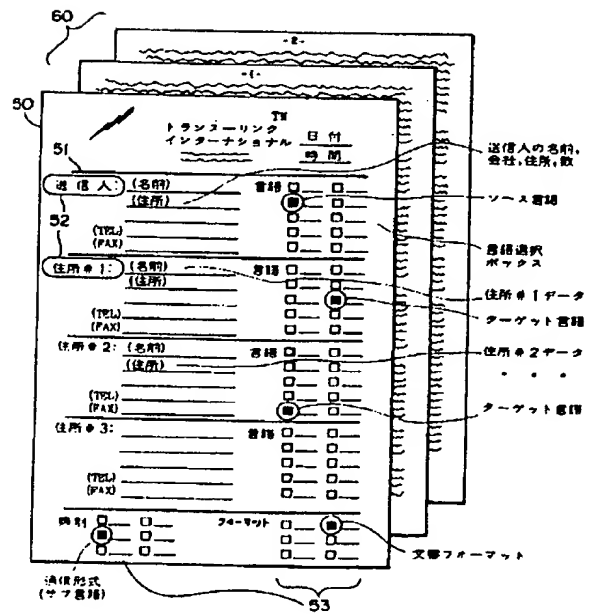 60
-2-
-1-
50
TM
トランスーリンク
インターナショナル
日付
時間
51
送信人の名前,
会社,住所,数
送信人:
(名前)
言語
(住所)
ソース言語
52
(TEL)
(FAX)
言語選択
ボックス
住所#1:
(名前)
言語
(住所)
住所#1データ
ターゲット言語
(TEL)
(FAX)
住所#2:
(名前)
言語
(住所)
住所#2データ
(TEL)
(FAX)
ターゲット言語
住所#3:
言語
(TEL)
(FAX)
時刻
フォーマット
文書フォーマット
通信形式
(サブ言語)
53